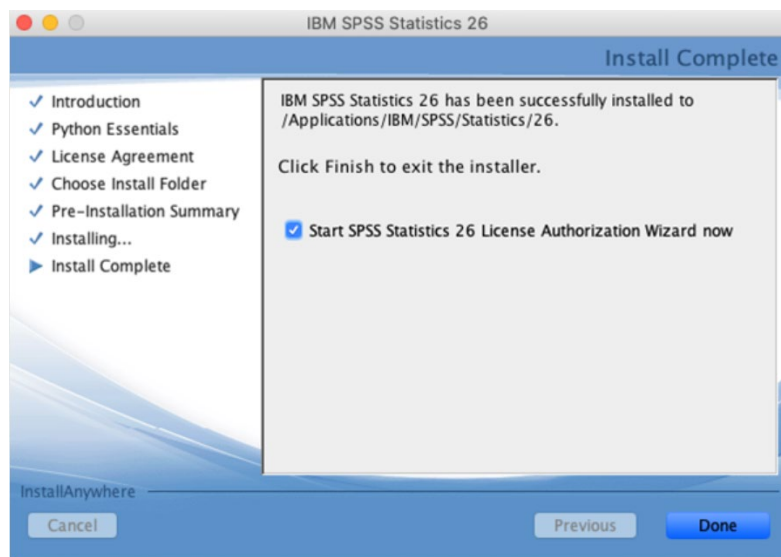 IBM SPSS Statistics 26
Install Complete
Introduction
Python Essentials
License Agreement
Choose Install Folder
Pre-Installation Summary
Installing...
Install Complete
IBM SPSS Statistics 26 has been successfully installed to
/Applications/IBM/SPSS/Statistics/26.
Click Finish to exit the installer.
Start SPSS Statistics 26 License Authorization Wizard now
InstallAnywhere
Cancel
Previous
Done